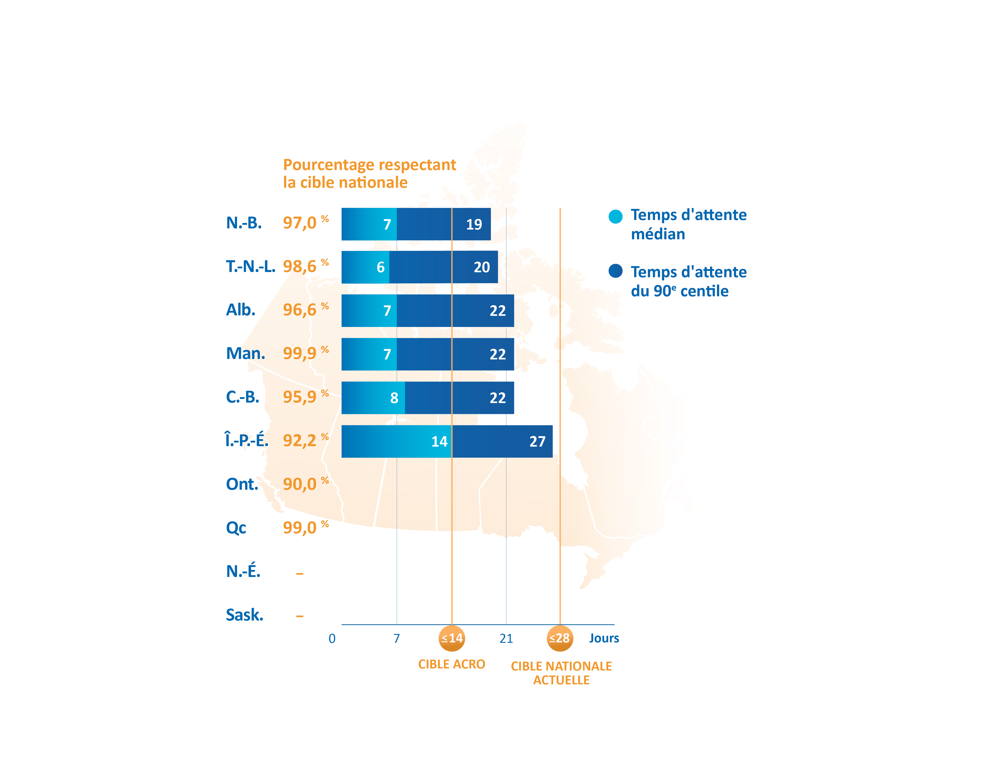 Pourcentage respectant
la cible nationale
N.-B. 97,0 % 7 19
T.-N.-L. 98,6 % 6 20
Alb. 96,6 % 7 22
Man. 99,9 % 7 22
C.-B. 95,9 % 8 22
Î.-P.-É. 92,2 % 14 27
Ont. 90,0 %
Qc 99,0 %
N.-É. –
Sask. –
0 7 ≤14 21 ≤28 Jours
CIBLE ACRO
CIBLE NATIONALE
ACTUELLE
Temps d'attente
médian
Temps d'attente
du 90e centile